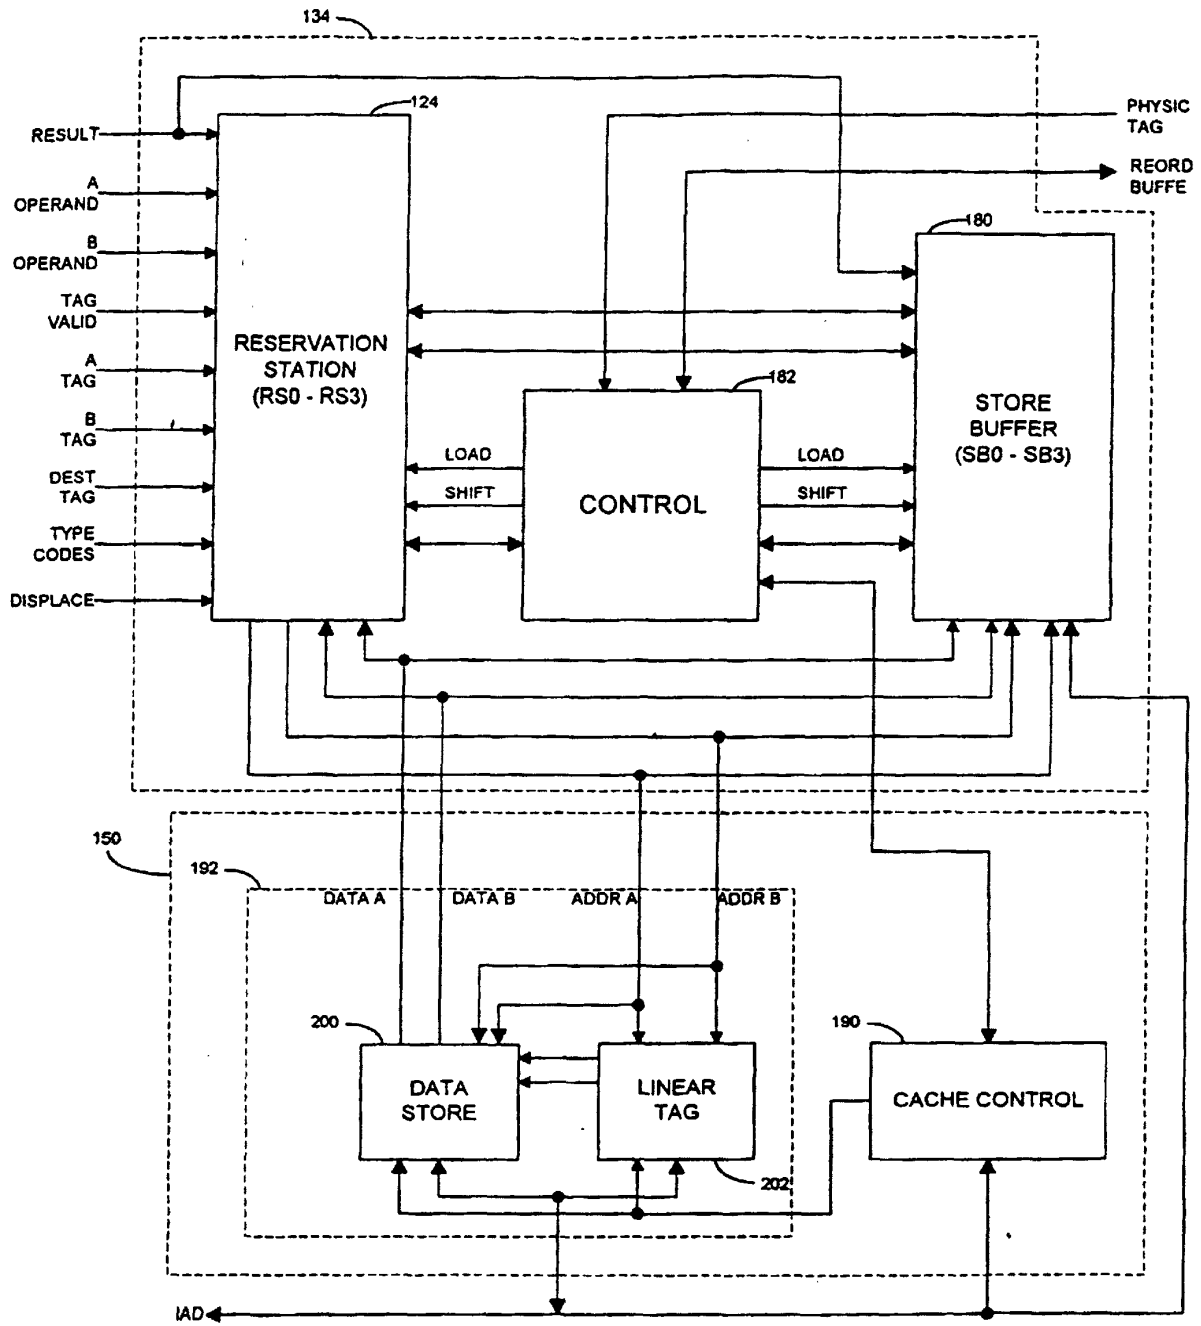 134
124
RESULT
PHYSIC
TAG
REORD
BUFFE
A
OPERAND
180
B
OPERAND
TAG
VALID
RESERVATION
STATION
(RS0 - RS3)
A
TAG
182
STORE
BUFFER
(SB0 - SB3)
B
TAG
LOAD
LOAD
DEST
TAG
SHIFT
CONTROL
SHIFT
TYPE
CODES
DISPLACE
150
192
DATA A
DATA B
ADDR A
ADDR B
200
190
DATA
STORE
LINEAR
TAG
CACHE CONTROL
202
IAD